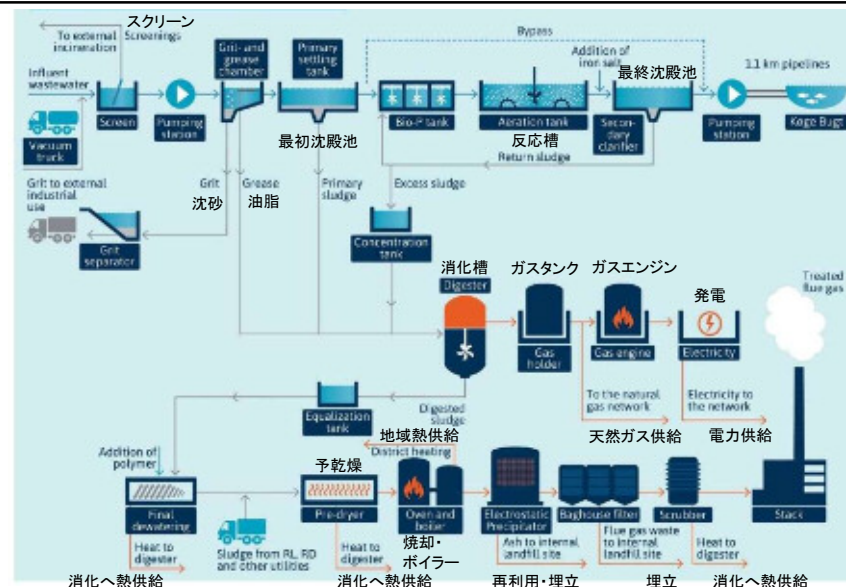 スクリーン
To external
incineration
Screenings
Influent
wastewater
Vacuum
truck
Screen
Pumping
station
Grit- and
grease
chamber
Primary
settling
tank
最初沈殿池
Bypass
Bio-P tank
Aeration tank
反応槽
Addition of
iron salt
最終沈殿池
Secon-
dary
clarifier
Return sludge
Pumping
station
1.1 km pipelines
Køge Bugt
Grit to external
industrial
use
Grit
沈砂
Grease
油脂
Primary
sludge
Excess sludge
Grit
separator
Concentration
tank
消化槽
Digester
ガスタンク
Gas
holder
ガスエンジン
Gas engine
発電
Electricity
Treated
flue gas
Equalization
tank
Digested
sludge
To the natural
gas network
天然ガス供給
Electricity to
the network
電力供給
Addition of
polymer
Final
dewatering
Heat to
digester
消化へ熱供給
Sludge from RL, RD
and other utilities
予乾燥
Pre-dryer
Heat to
digester
消化へ熱供給
地域熱供給
District heating
Oven and
boiler
焼却・
ボイラー
Electrostatic
Precipitator
Ash to internal
landfill site
再利用・埋立
Baghouse filter
Flue gas waste
to internal
landfill site
埋立
Scrubber
Heat to
digester
消化へ熱供給
Stack